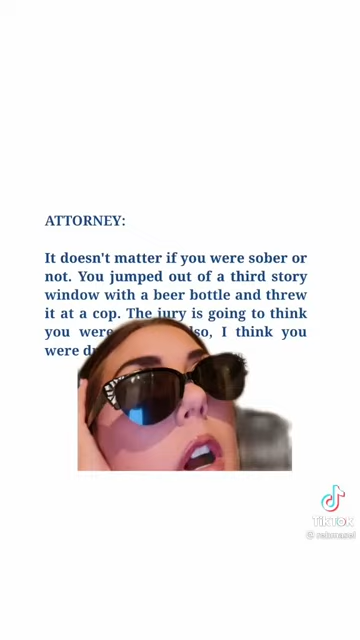 ATTORNEY:
It doesn't matter if you were sober or
not. You jumped out of a third story
window with a beer bottle and threw
it at a cop. The jury is going to think
you were I think you
were
TikTok